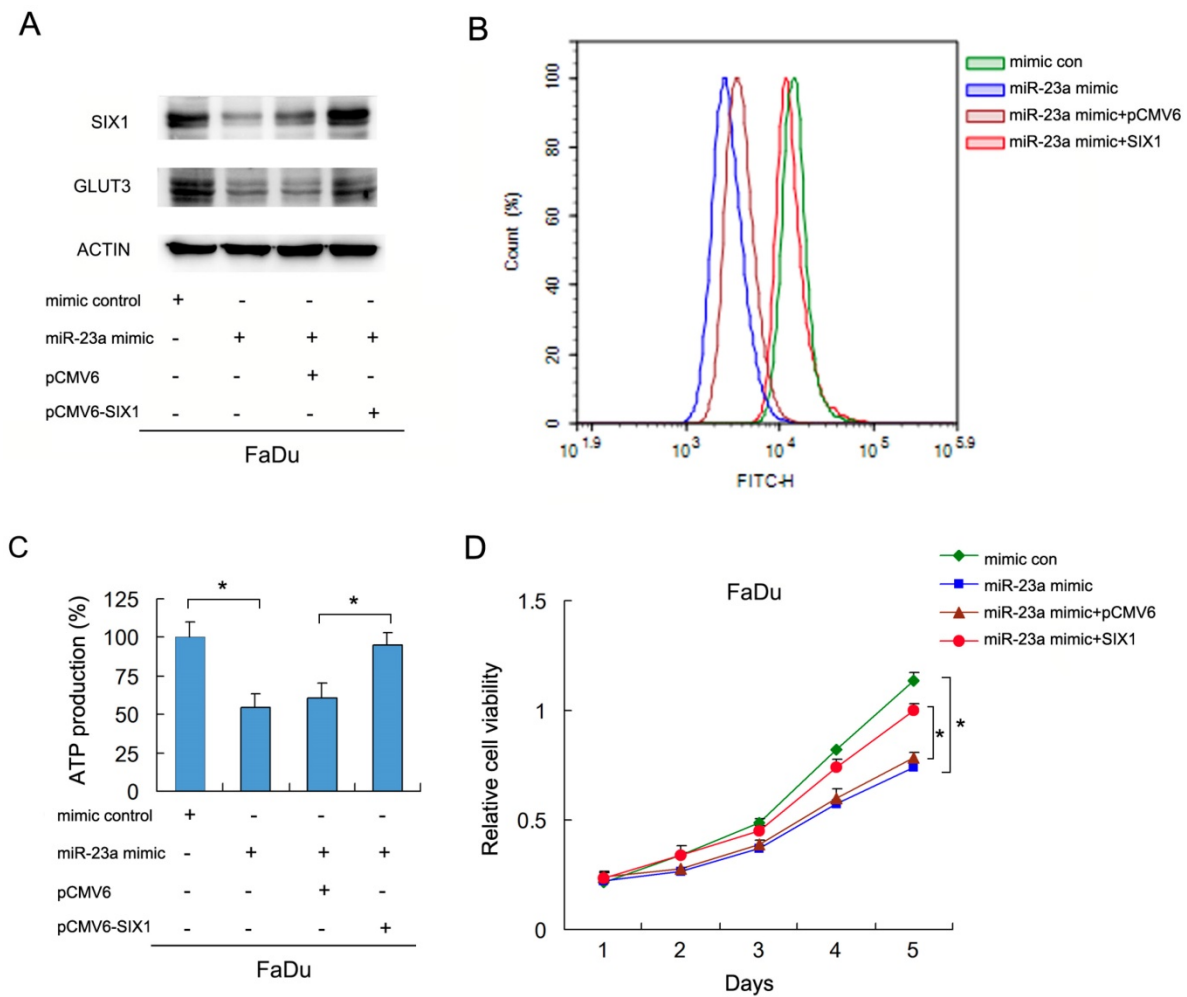 A
SIX1
GLUT3
ACTIN
mimic control + - - -
miR-23a mimic - + + +
pCMV6 - - + -
pCMV6-SIX1 - - - +
FaDu
B
mimic con
miR-23a mimic
miR-23a mimic+pCMV6
miR-23a mimic+SIX1
100
80
60
40
20
0
Count (%)
10^1.9 10^3 10^4 10^5 10^5.9
FITC-H
C
125
100
75
50
25
0
ATP production (%)
* *
mimic control + - - -
miR-23a mimic - + + +
pCMV6 - - + -
pCMV6-SIX1 - - - +
FaDu
D
mimic con
miR-23a mimic
miR-23a mimic+pCMV6
miR-23a mimic+SIX1
FaDu
1.5
1
0.5
0
Relative cell viability
* *
1 2 3 4 5
Days